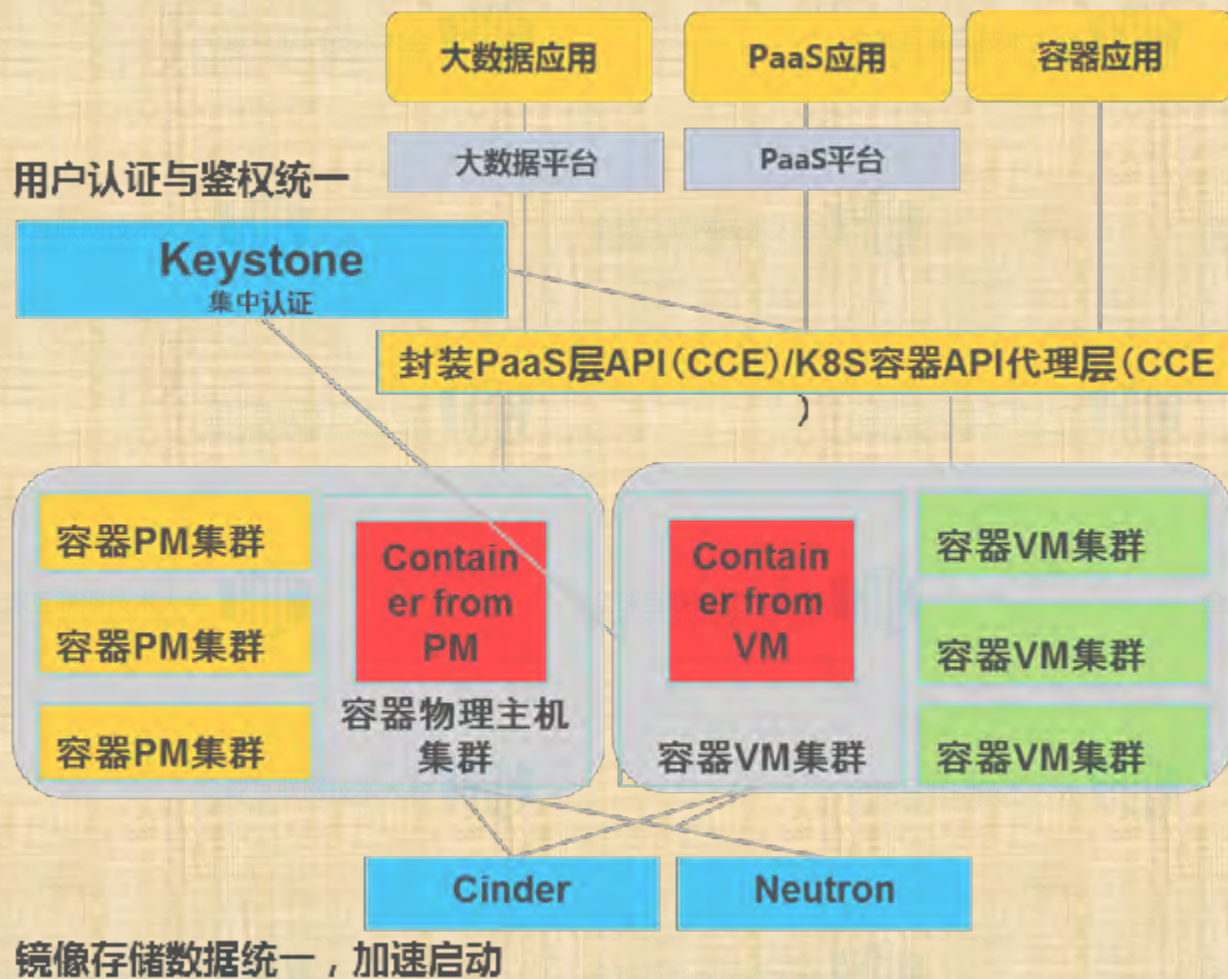 大数据应用
PaaS应用
容器应用
大数据平台
PaaS平台
用户认证与鉴权统一
Keystone
集中认证
封装PaaS层API(CCE)/K8S容器API代理层(CCE
)
容器PM集群
容器PM集群
容器PM集群
Contain
er from
PM
容器物理主机
集群
Contain
er from
VM
容器VM集群
容器VM集群
容器VM集群
容器VM集群
Cinder
Neutron
镜像存储数据统一，加速启动